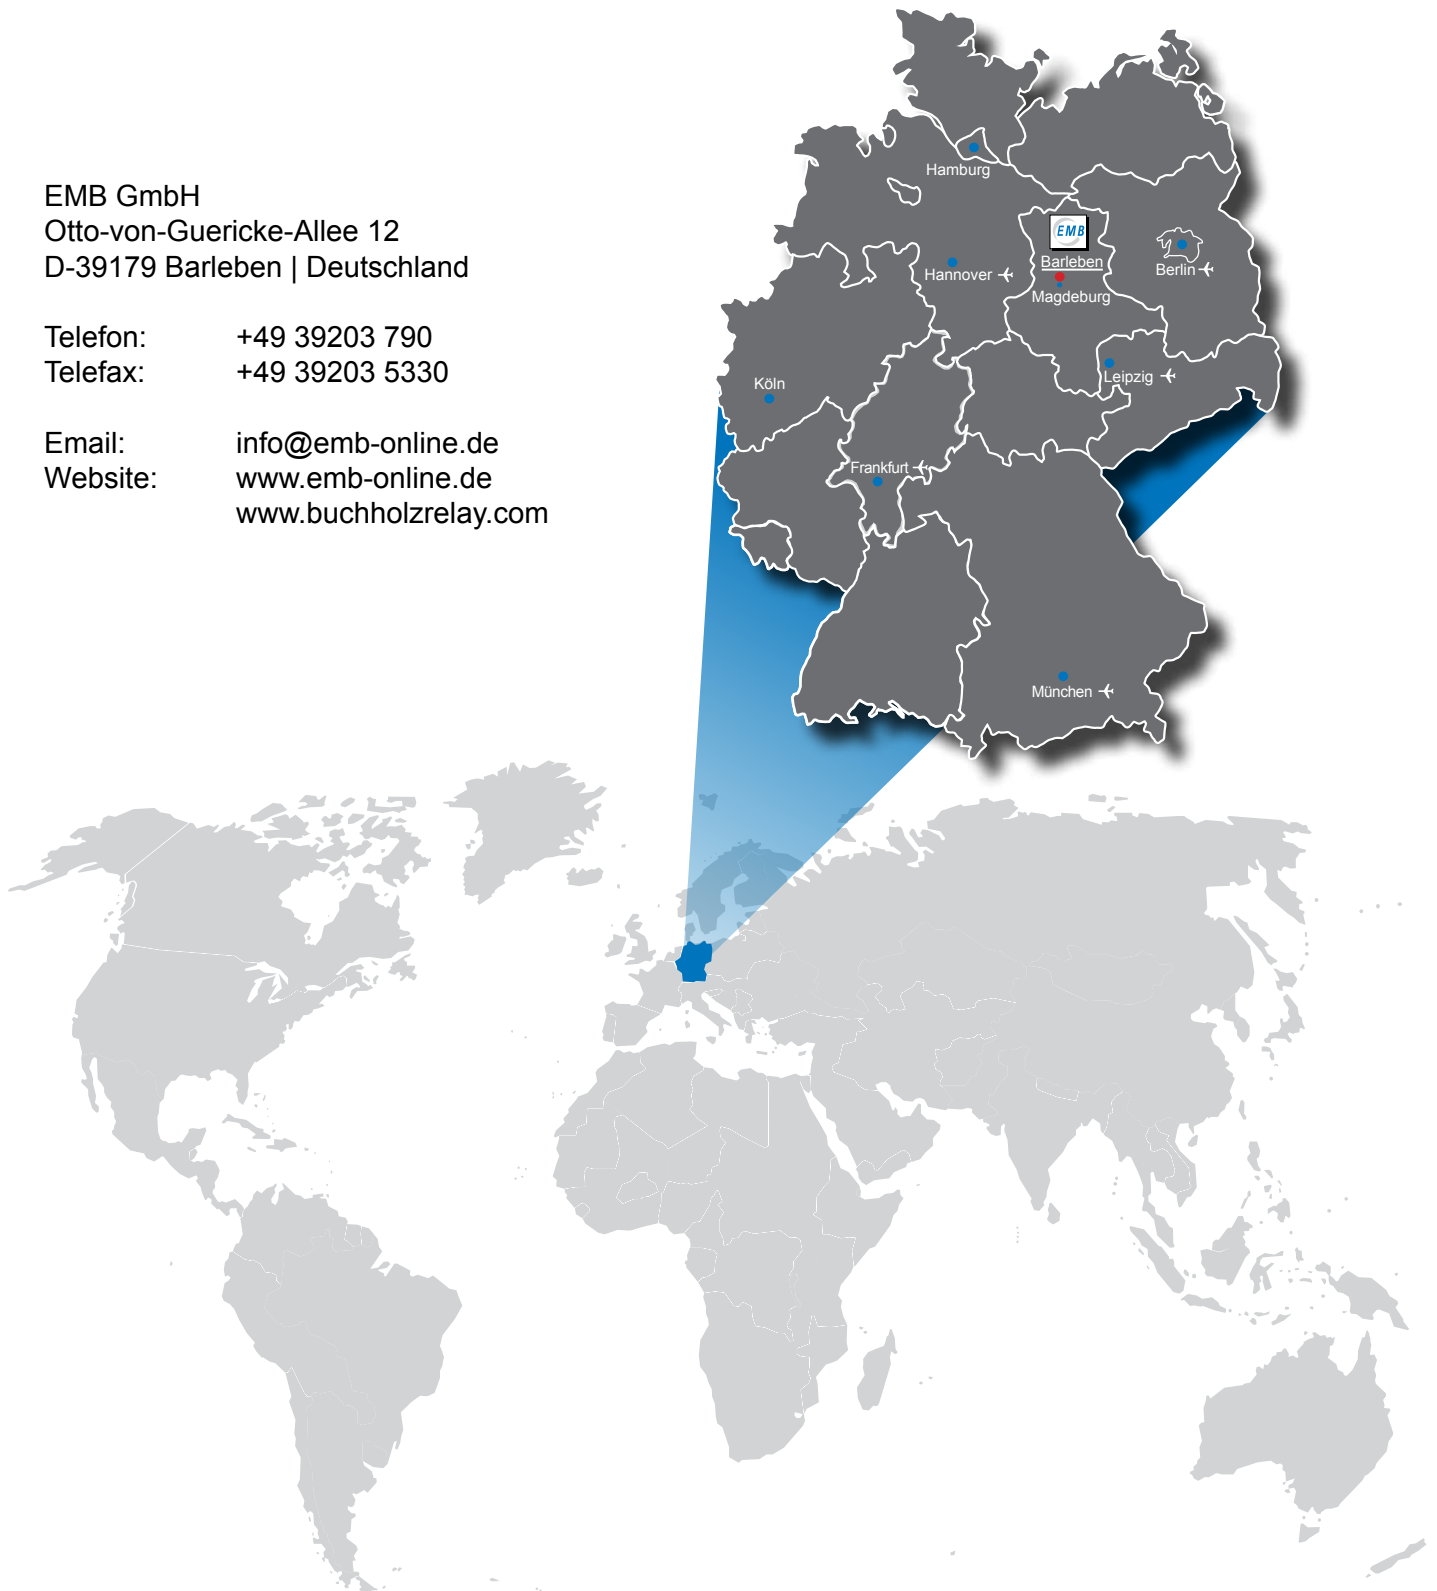 EMB GmbH
Otto-von-Guericke-Allee 12
D-39179 Barleben | Deutschland
Telefon: +49 39203 790
Telefax: +49 39203 5330
Email: info@emb-online.de
Website: www.emb-online.de
www.buchholzrelay.com
Hamburg
EMB
Barleben
Hannover
Berlin
Magdeburg
Leipzig
Köln
Frankfurt
München